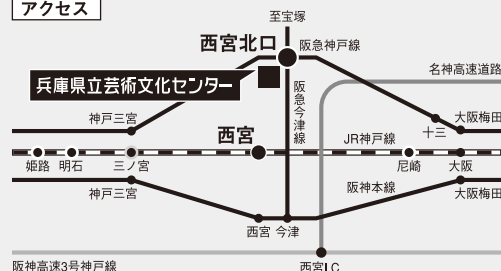 アクセス
至宝塚
西宮北口
阪急神戸線
名神高速道路
兵庫県立芸術文化センター
阪急今津線
神戸三宮
十三
大阪梅田
西宮
JR神戸線
姫路
明石
三ノ宮
尼崎
大阪
神戸三宮
阪神本線
大阪梅田
西宮
今津
阪神高速3号神戸線
西宮I.C